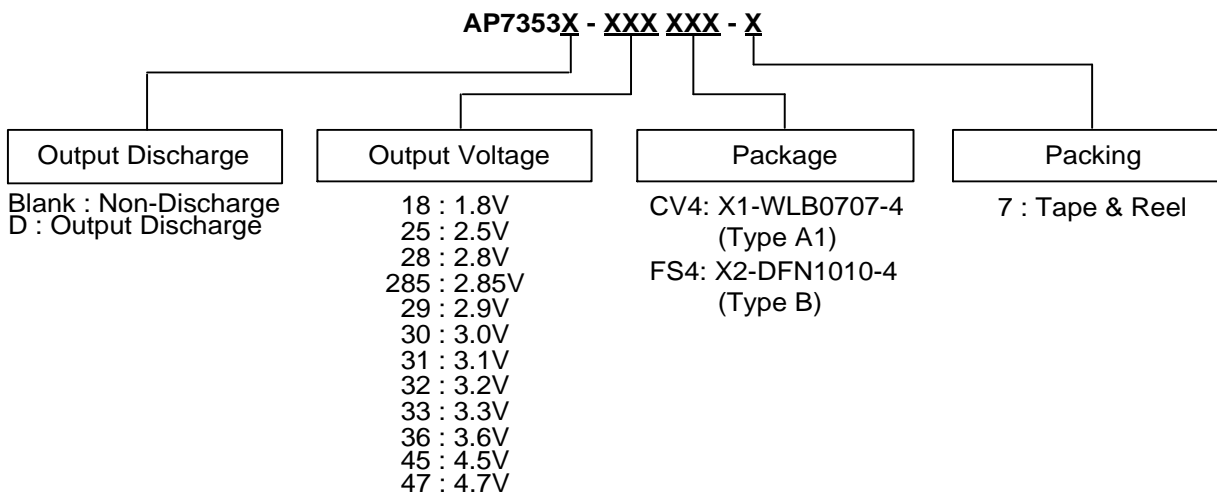 AP7353X - XXX XXX - X
Output Discharge
Blank : Non-Discharge
D : Output Discharge
Output Voltage
18 : 1.8V
25 : 2.5V
28 : 2.8V
285 : 2.85V
29 : 2.9V
30 : 3.0V
31 : 3.1V
32 : 3.2V
33 : 3.3V
36 : 3.6V
45 : 4.5V
47 : 4.7V
Package
CV4: X1-WLB0707-4
(Type A1)
FS4: X2-DFN1010-4
(Type B)
Packing
7 : Tape & Reel